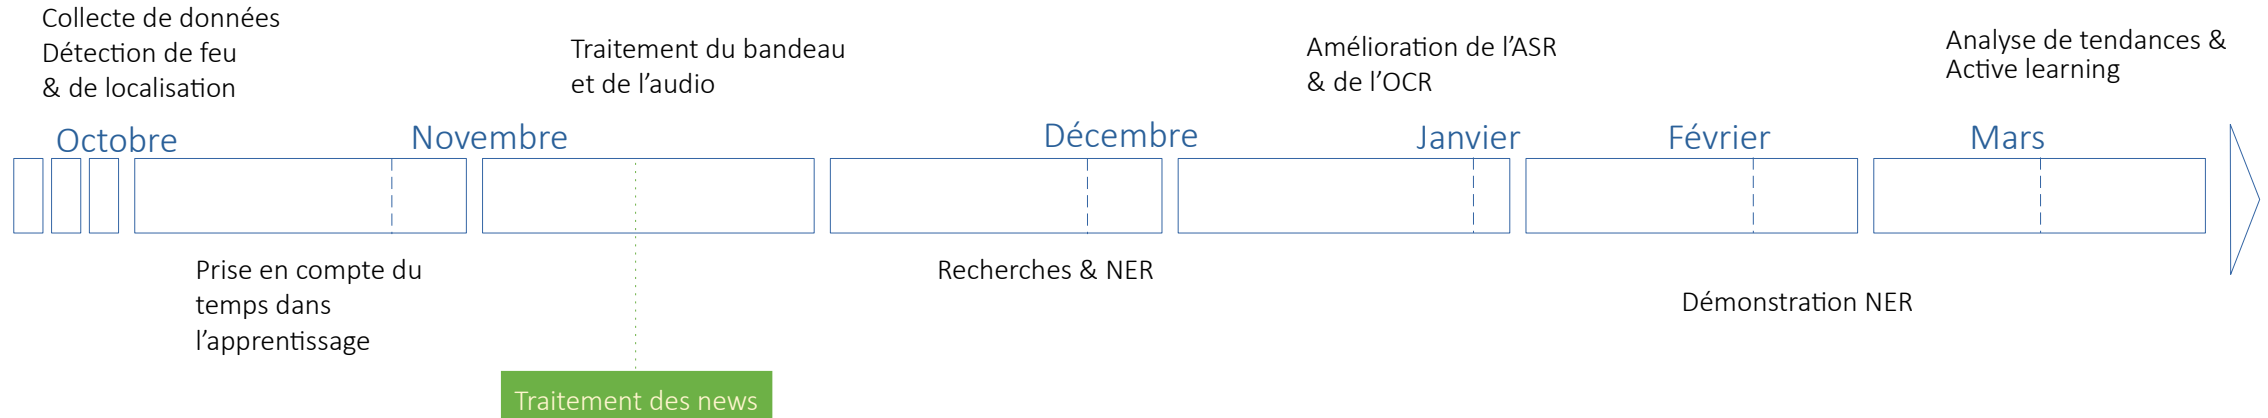 Collecte de données
Détection de feu
& de localisation
Traitement du bandeau
et de l'audio
Amélioration de l'ASR
& de l'OCR
Analyse de tendances &
Active learning
Octobre
Novembre
Décembre
Janvier
Février
Mars
Prise en compte du
temps dans
l'apprentissage
Recherches & NER
Démonstration NER
Traitement des news